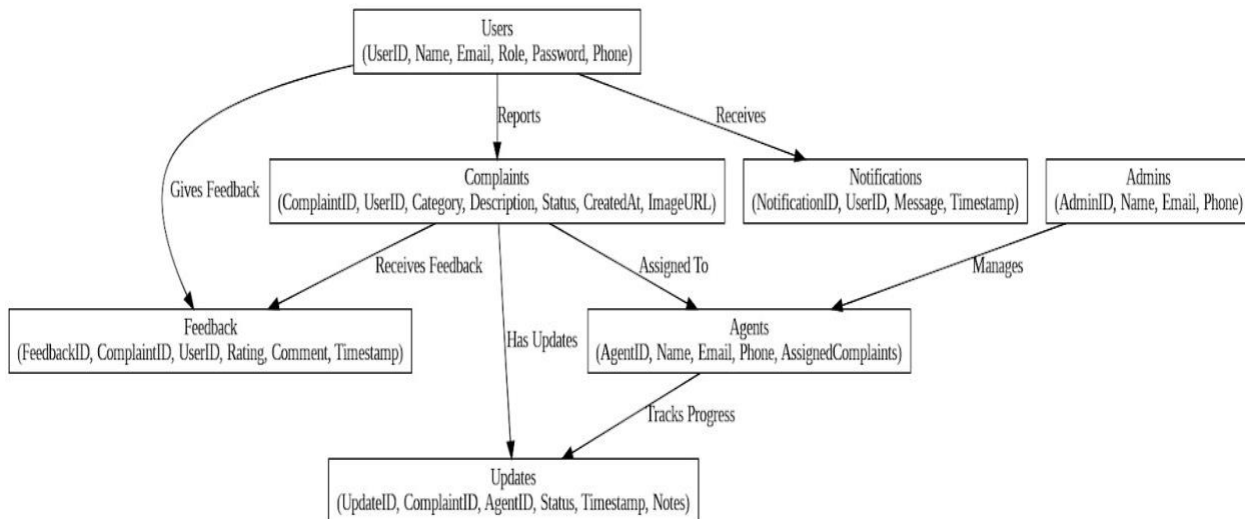 Users
(UserID, Name, Email, Role, Password, Phone)
Reports
Receives
Gives Feedback
Complaints
(ComplaintID, UserID, Category, Description, Status, CreatedAt, ImageURL)
Notifications
(NotificationID, UserID, Message, Timestamp)
Admins
(AdminID, Name, Email, Phone)
Receives Feedback
Assigned To
Manages
Feedback
(FeedbackID, ComplaintID, UserID, Rating, Comment, Timestamp)
Has Updates
Agents
(AgentID, Name, Email, Phone, AssignedComplaints)
Tracks Progress
Updates
(UpdateID, ComplaintID, AgentID, Status, Timestamp, Notes)